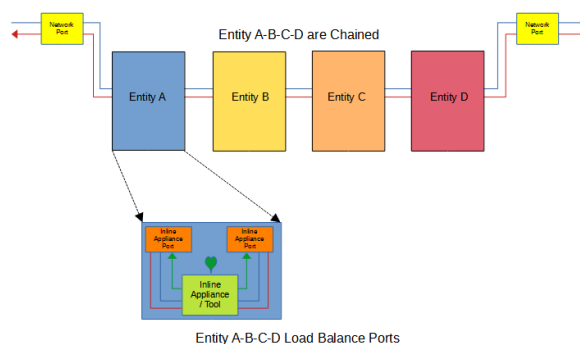 Network
Port
Entity A-B-C-D are Chained
Network
Port
Entity A
Entity B
Entity C
Entity D
Inline
Appliance
Port
Inline
Appliance
Port
Inline
Appliance
/ Tool
Entity A-B-C-D Load Balance Ports